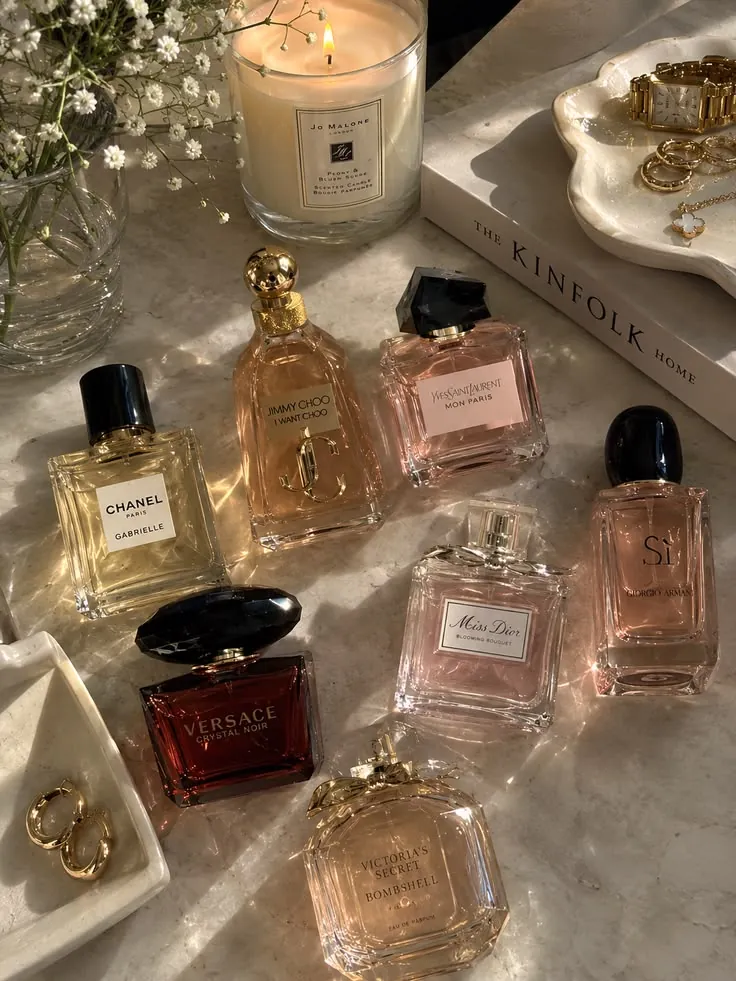 JO MALONE
LONDON
PEONY &
BLUSH SUEDE
SCENTED CANDLE
BOUGIE PARFUMÉE
THE KINFOLK HOME
JIMMY CHOO
I WANT CHOO
JC
YVES SAINT LAURENT
MON PARIS
CHANEL
PARIS
GABRIELLE
Sì
GIORGIO ARMANI
Miss Dior
BLOOMING BOUQUET
VERSACE
CRYSTAL NOIR
VICTORIA'S
SECRET
BOMBSHELL
EAU DE PARFUM